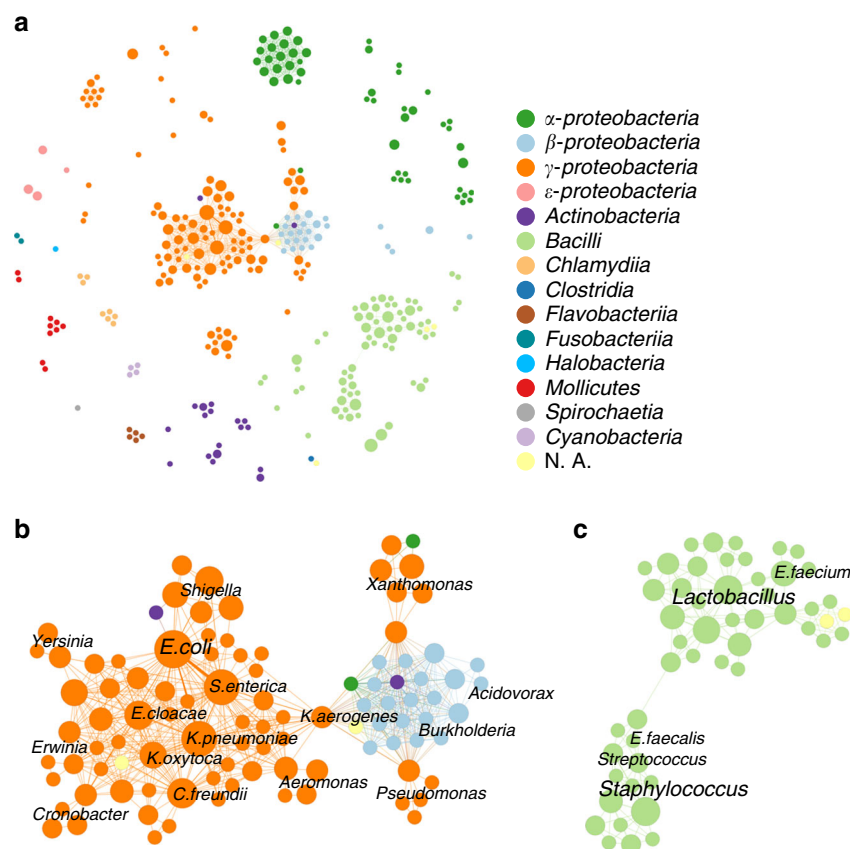 a
α-proteobacteria
β-proteobacteria
γ-proteobacteria
ε-proteobacteria
Actinobacteria
Bacilli
Chlamydiia
Clostridia
Flavobacteriia
Fusobacteriia
Halobacteria
Mollicutes
Spirochaetia
Cyanobacteria
N. A.
b
Shigella
Xanthomonas
Yersinia
E.coli
S.enterica
Acidovorax
E.cloacae
K.aerogenes
Burkholderia
Erwinia
K.pneumoniae
K.oxytoca
Aeromonas
C.freundii
Pseudomonas
Cronobacter
c
E.faecium
Lactobacillus
E.faecalis
Streptococcus
Staphylococcus